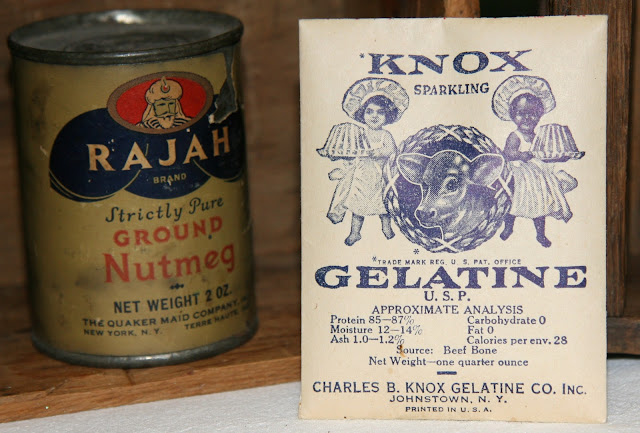 RAJAH
BRAND
Strictly Pure
GROUND
Nutmeg
NET WEIGHT 2 OZ.
THE QUAKER MAID COMPANY,
NEW YORK, N.Y. TERRE HAUTE,
*KNOX
SPARKLING
*
*TRADE MARK REG. U. S. PAT. OFFICE
GELATINE
U. S. P.
APPROXIMATE ANALYSIS
Protein 85—87% Carbohydrate 0
Moisture 12—14% Fat 0
Ash 1.0—1.2% Calories per env. 28
Source: Beef Bone
Net Weight—one quarter ounce
CHARLES B. KNOX GELATINE CO. INC.
JOHNSTOWN, N. Y.
PRINTED IN U. S. A.